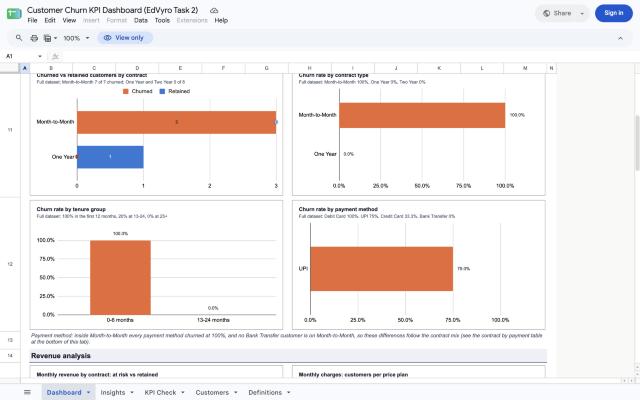 Customer Churn KPI Dashboard (EdVyro Task 2)
File Edit View Insert Format Data Tools Extensions Help
Share
Sign in
100%
View only
A1
fx
A B C D E F G H I J K L M N
Churned vs retained customers by contract
Full dataset: Month-to-Month 7 of 7 churned; One Year and Two Year 0 of 8
Churned Retained
Month-to-Month
3
One Year
1
0 1 2 3
Churn rate by contract type
Full dataset: Month-to-Month 100%, One Year 0%, Two Year 0%
Month-to-Month
100.0%
One Year
0.0%
0.0% 25.0% 50.0% 75.0% 100.0%
11
Churn rate by tenure group
Full dataset: 100% in the first 12 months, 20% at 13-24, 0% at 25+
100.0%
100.0%
75.0%
50.0%
25.0%
0.0%
0.0%
0-6 months 13-24 months
Churn rate by payment method
Full dataset: Debit Card 100%, UPI 75%, Credit Card 33.3%, Bank Transfer 0%
UPI
75.0%
0.0% 25.0% 50.0% 75.0% 100.0%
12
13
Payment method: inside Month-to-Month every payment method churned at 100%, and no Bank Transfer customer is on Month-to-Month, so these differences follow the contract mix (see the contract by payment table
at the bottom of this tab).
14
Revenue analysis
Monthly revenue by contract: at risk vs retained
Monthly charges: customers per price plan
Dashboard Insights KPI Check Customers Definitions